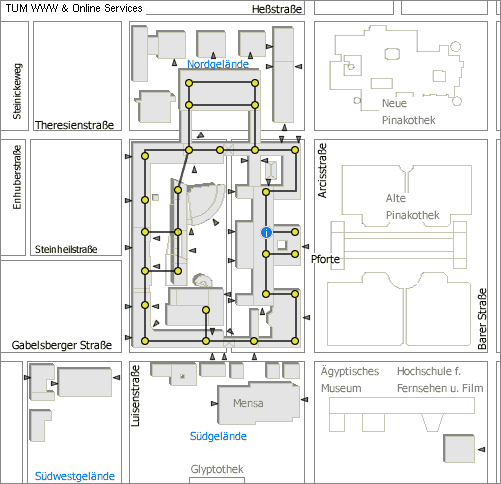 TUM WWW & Online Services
Heßstraße
Steinickeweg
Nordgelände
Theresienstraße
Neue
Pinakothek
Enhuberstraße
Arcisstraße
Alte
Pinakothek
Steinheilstraße
i
Pforte
Barer Straße
Gabelsberger Straße
Luisenstraße
Ägyptisches
Museum
Hochschule f.
Fernsehen u. Film
Mensa
Südgelände
Südwestgelände
Glyptothek